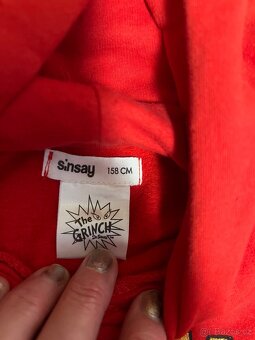 sinsay
158 CM
The
GRINCH